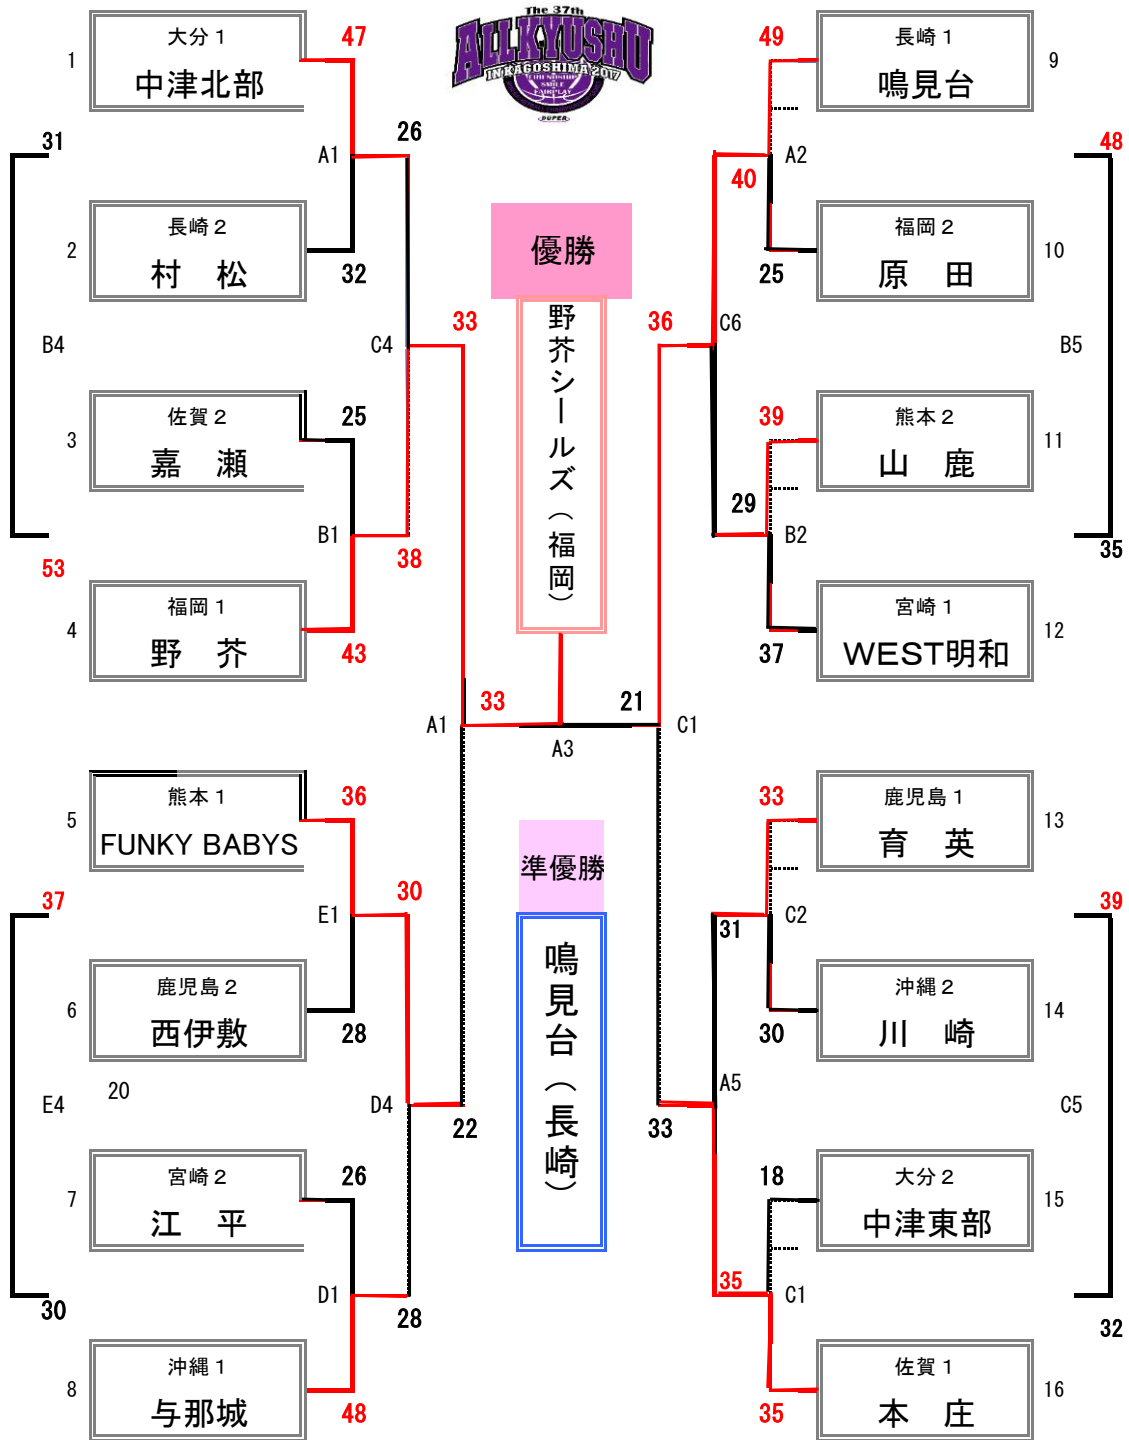 The 37th
ALL KYUSHU
IN KAGOSHIMA 2017
FRIENDSHIP
SMILE
FAIRPLAY
DUPER
1
大分１
中津北部
47
31
A1
26
2
長崎２
村　松
32
B4
C4
33
3
佐賀２
嘉　瀬
25
B1
38
53
4
福岡１
野　芥
43
優勝
野芥シールズ（福岡）
A1
33
21
C1
A3
5
熊本１
FUNKY BABYS
36
37
E1
30
6
鹿児島２
西伊敷
28
E4
20
D4
22
7
宮崎２
江　平
26
D1
28
30
8
沖縄１
与那城
48
準優勝
鳴見台（長崎）
49
長崎１
鳴見台
9
40
A2
48
25
福岡２
原　田
10
36
C6
B5
39
熊本２
山　鹿
11
29
B2
35
37
宮崎１
WEST明和
12
33
鹿児島１
育　英
13
31
C2
39
30
沖縄２
川　崎
14
33
A5
C5
18
大分２
中津東部
15
35
C1
32
35
佐賀１
本　庄
16